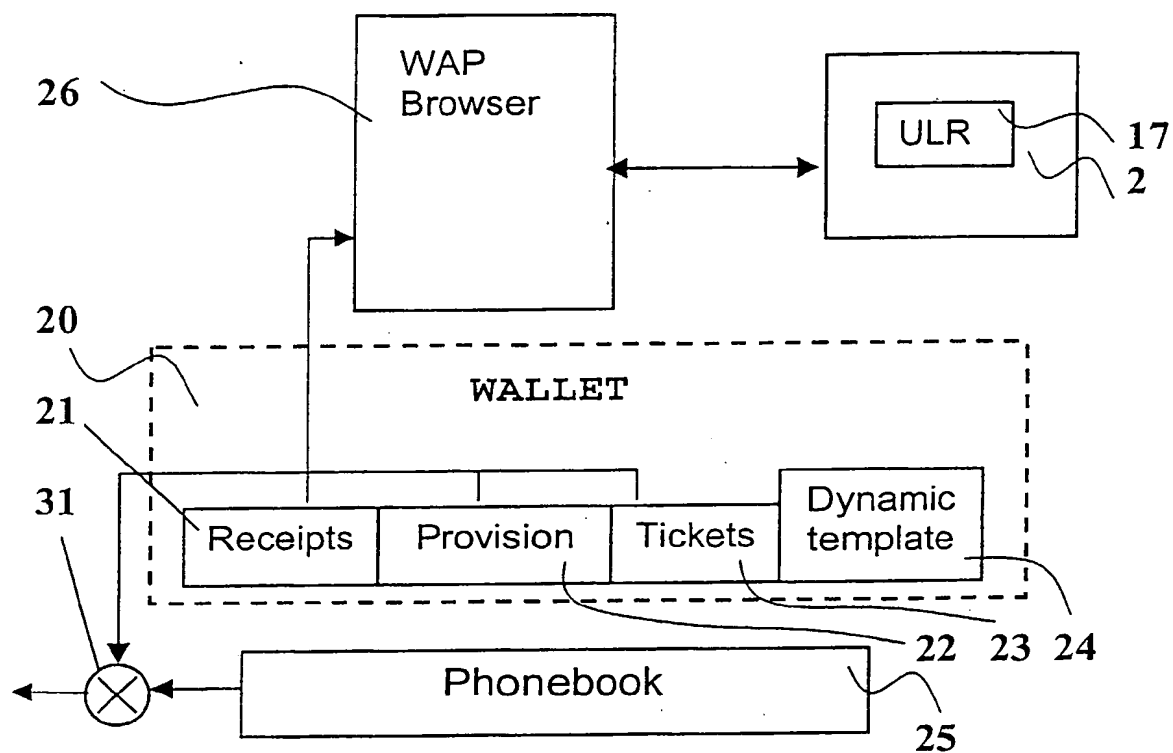 WAP
Browser
26
ULR
17
2
20
WALLET
21
31
Receipts
Provision
Tickets
Dynamic
template
22
23
24
Phonebook
25